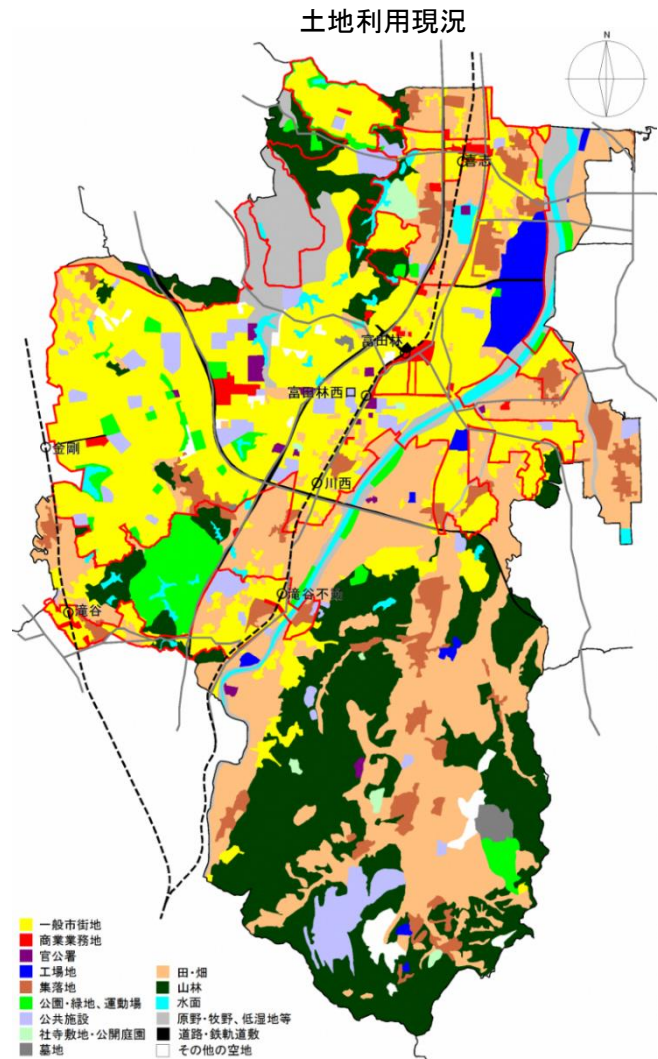 土地利用現況
N
喜志
富田林
富田林西口
金剛
川西
滝谷不動
滝谷
一般市街地
商業業務地
官公署
工場地
集落地
公園・緑地、運動場
公共施設
社寺敷地・公開庭園
墓地
田・畑
山林
水面
原野・牧野、低湿地等
道路・鉄軌道敷
その他の空地